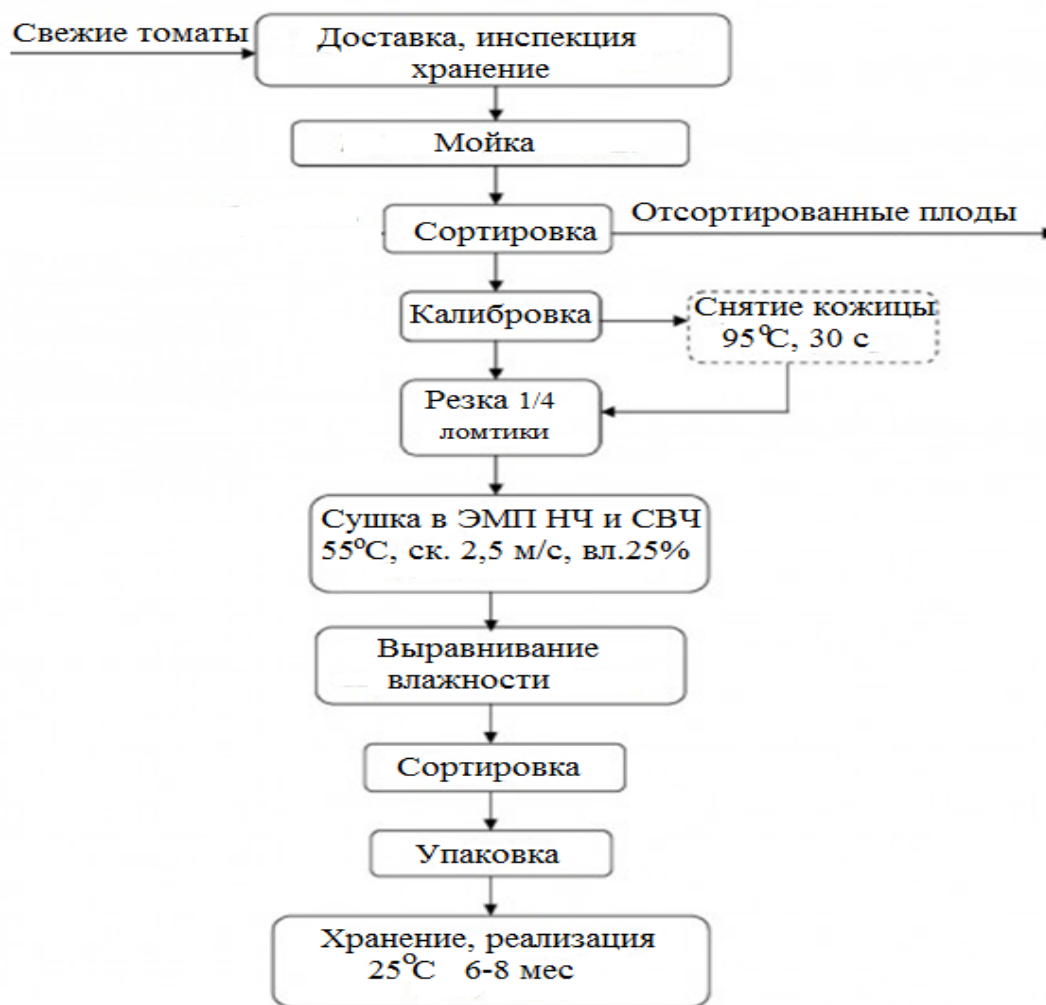 Свежие томаты
Доставка, инспекция
хранение
Мойка
Сортировка
Отсортированные плоды
Калибровка
Снятие кожицы
95°С, 30 с
Резка 1/4
ломтики
Сушка в ЭМП НЧ и СВЧ
55°С, ск. 2,5 м/с, вл.25%
Выравнивание
влажности
Сортировка
Упаковка
Хранение, реализация
25°С 6-8 мес